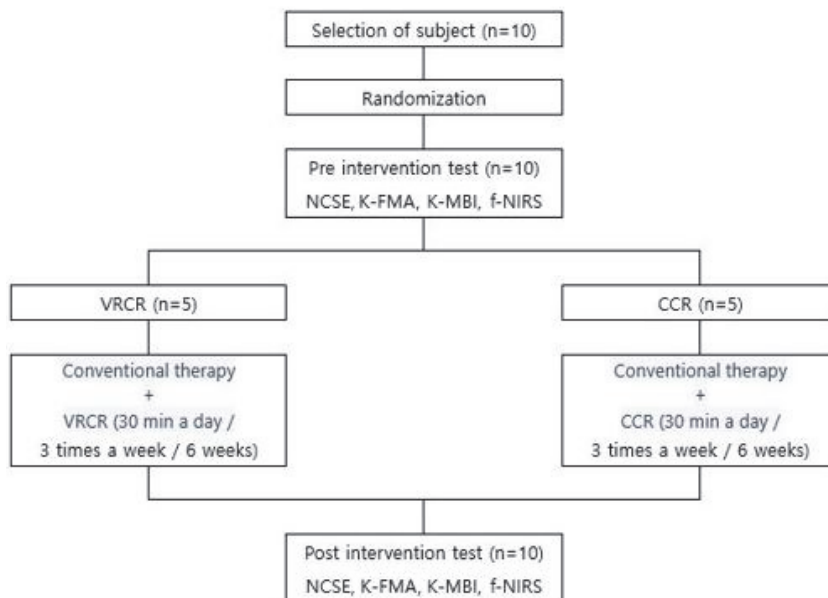 Selection of subject (n=10)
Randomization
Pre intervention test (n=10)
NCSE, K-FMA, K-MBI, f-NIRS
VRCR (n=5)
CCR (n=5)
Conventional therapy
+
VRCR (30 min a day /
3 times a week / 6 weeks)
Conventional therapy
+
CCR (30 min a day /
3 times a week / 6 weeks)
Post intervention test (n=10)
NCSE, K-FMA, K-MBI, f-NIRS